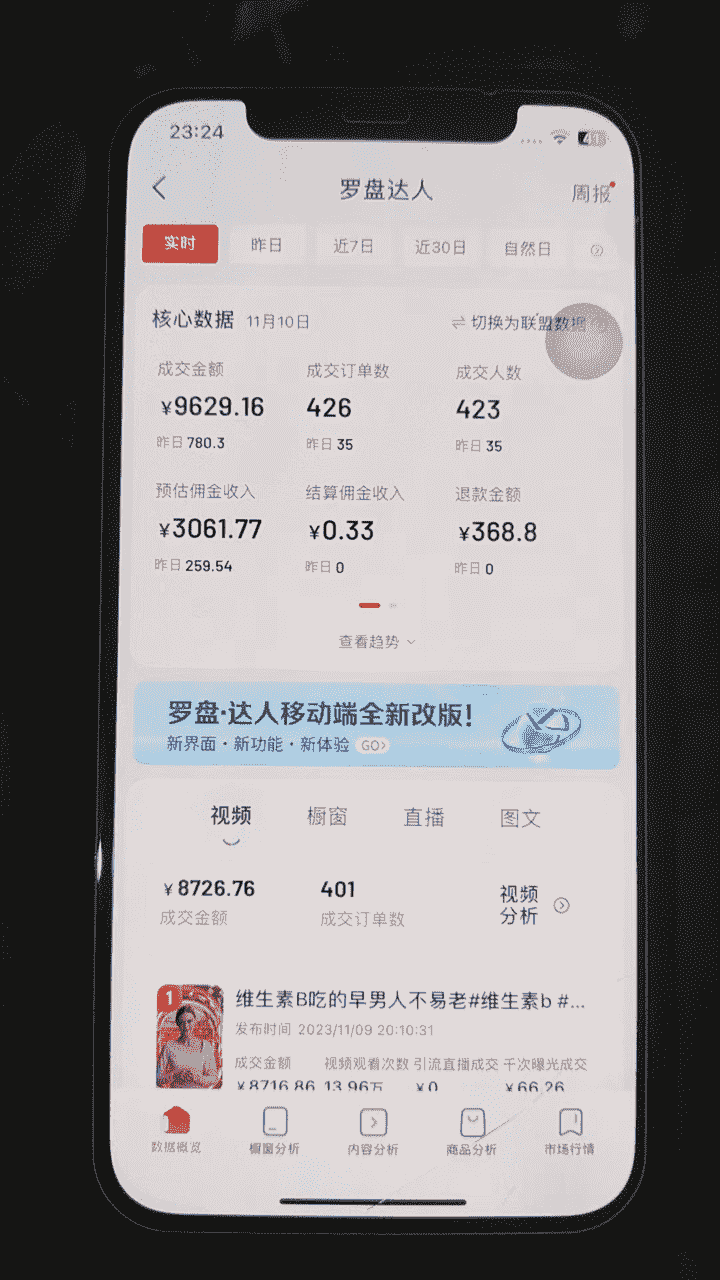 23:24
41
罗盘达人
周报
实时 昨日 近7日 近30日 自然日
核心数据 11月10日 切换为联盟数据
成交金额 成交订单数 成交人数
¥9629.16 426 423
昨日 780.3 昨日 35 昨日 35
预估佣金收入 结算佣金收入 退款金额
¥3061.77 ¥0.33 ¥368.8
昨日 259.54 昨日 0 昨日 0
查看趋势
罗盘·达人移动端全新改版!
新界面·新功能·新体验 GO>
视频 橱窗 直播 图文
¥8726.76 401 视频
成交金额 成交订单数 分析
1
维生素B吃的早男人不易老#维生素b #...
发布时间 2023/11/09 20:10:31
成交金额 视频观看次数 引流直播成交 千次曝光成交
¥8716.86 13.96万 ¥0 ¥66.26
数据概览 橱窗分析 内容分析 商品分析 市场行情